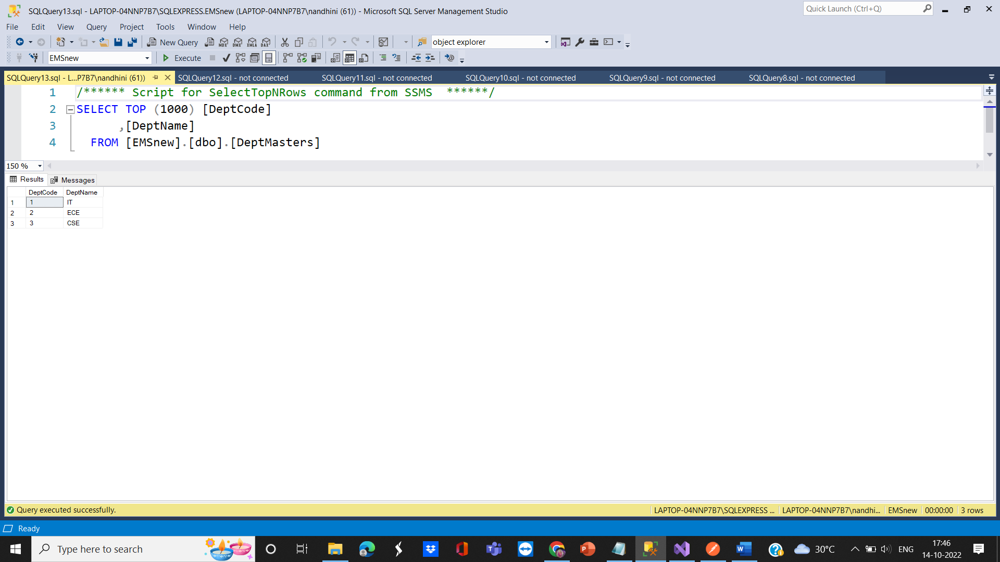 SQLQuery13.sql - LAPTOP-04NNP7B7\SQLEXPRESS.EMSnew (LAPTOP-04NNP7B7\nandhini (61)) - Microsoft SQL Server Management Studio
Quick Launch (Ctrl+Q)
File Edit View Query Project Tools Window Help
New Query MDX DMX XMLA DAX object explorer
EMSnew Execute
SQLQuery13.sql - L...P7B7\nandhini (61)) SQLQuery12.sql - not connected SQLQuery11.sql - not connected SQLQuery10.sql - not connected SQLQuery9.sql - not connected SQLQuery8.sql - not connected
1 /****** Script for SelectTopNRows command from SSMS  ******/
2 SELECT TOP (1000) [DeptCode]
3 ,[DeptName]
4 FROM [EMSnew].[dbo].[DeptMasters]
150 %
Results Messages
DeptCode DeptName
1 1 IT
2 2 ECE
3 3 CSE
Query executed successfully. LAPTOP-04NNP7B7\SQLEXPRESS ... LAPTOP-04NNP7B7\nandhi... EMSnew 00:00:00 3 rows
Ready
Type here to search 30°C ENG 17:46
14-10-2022